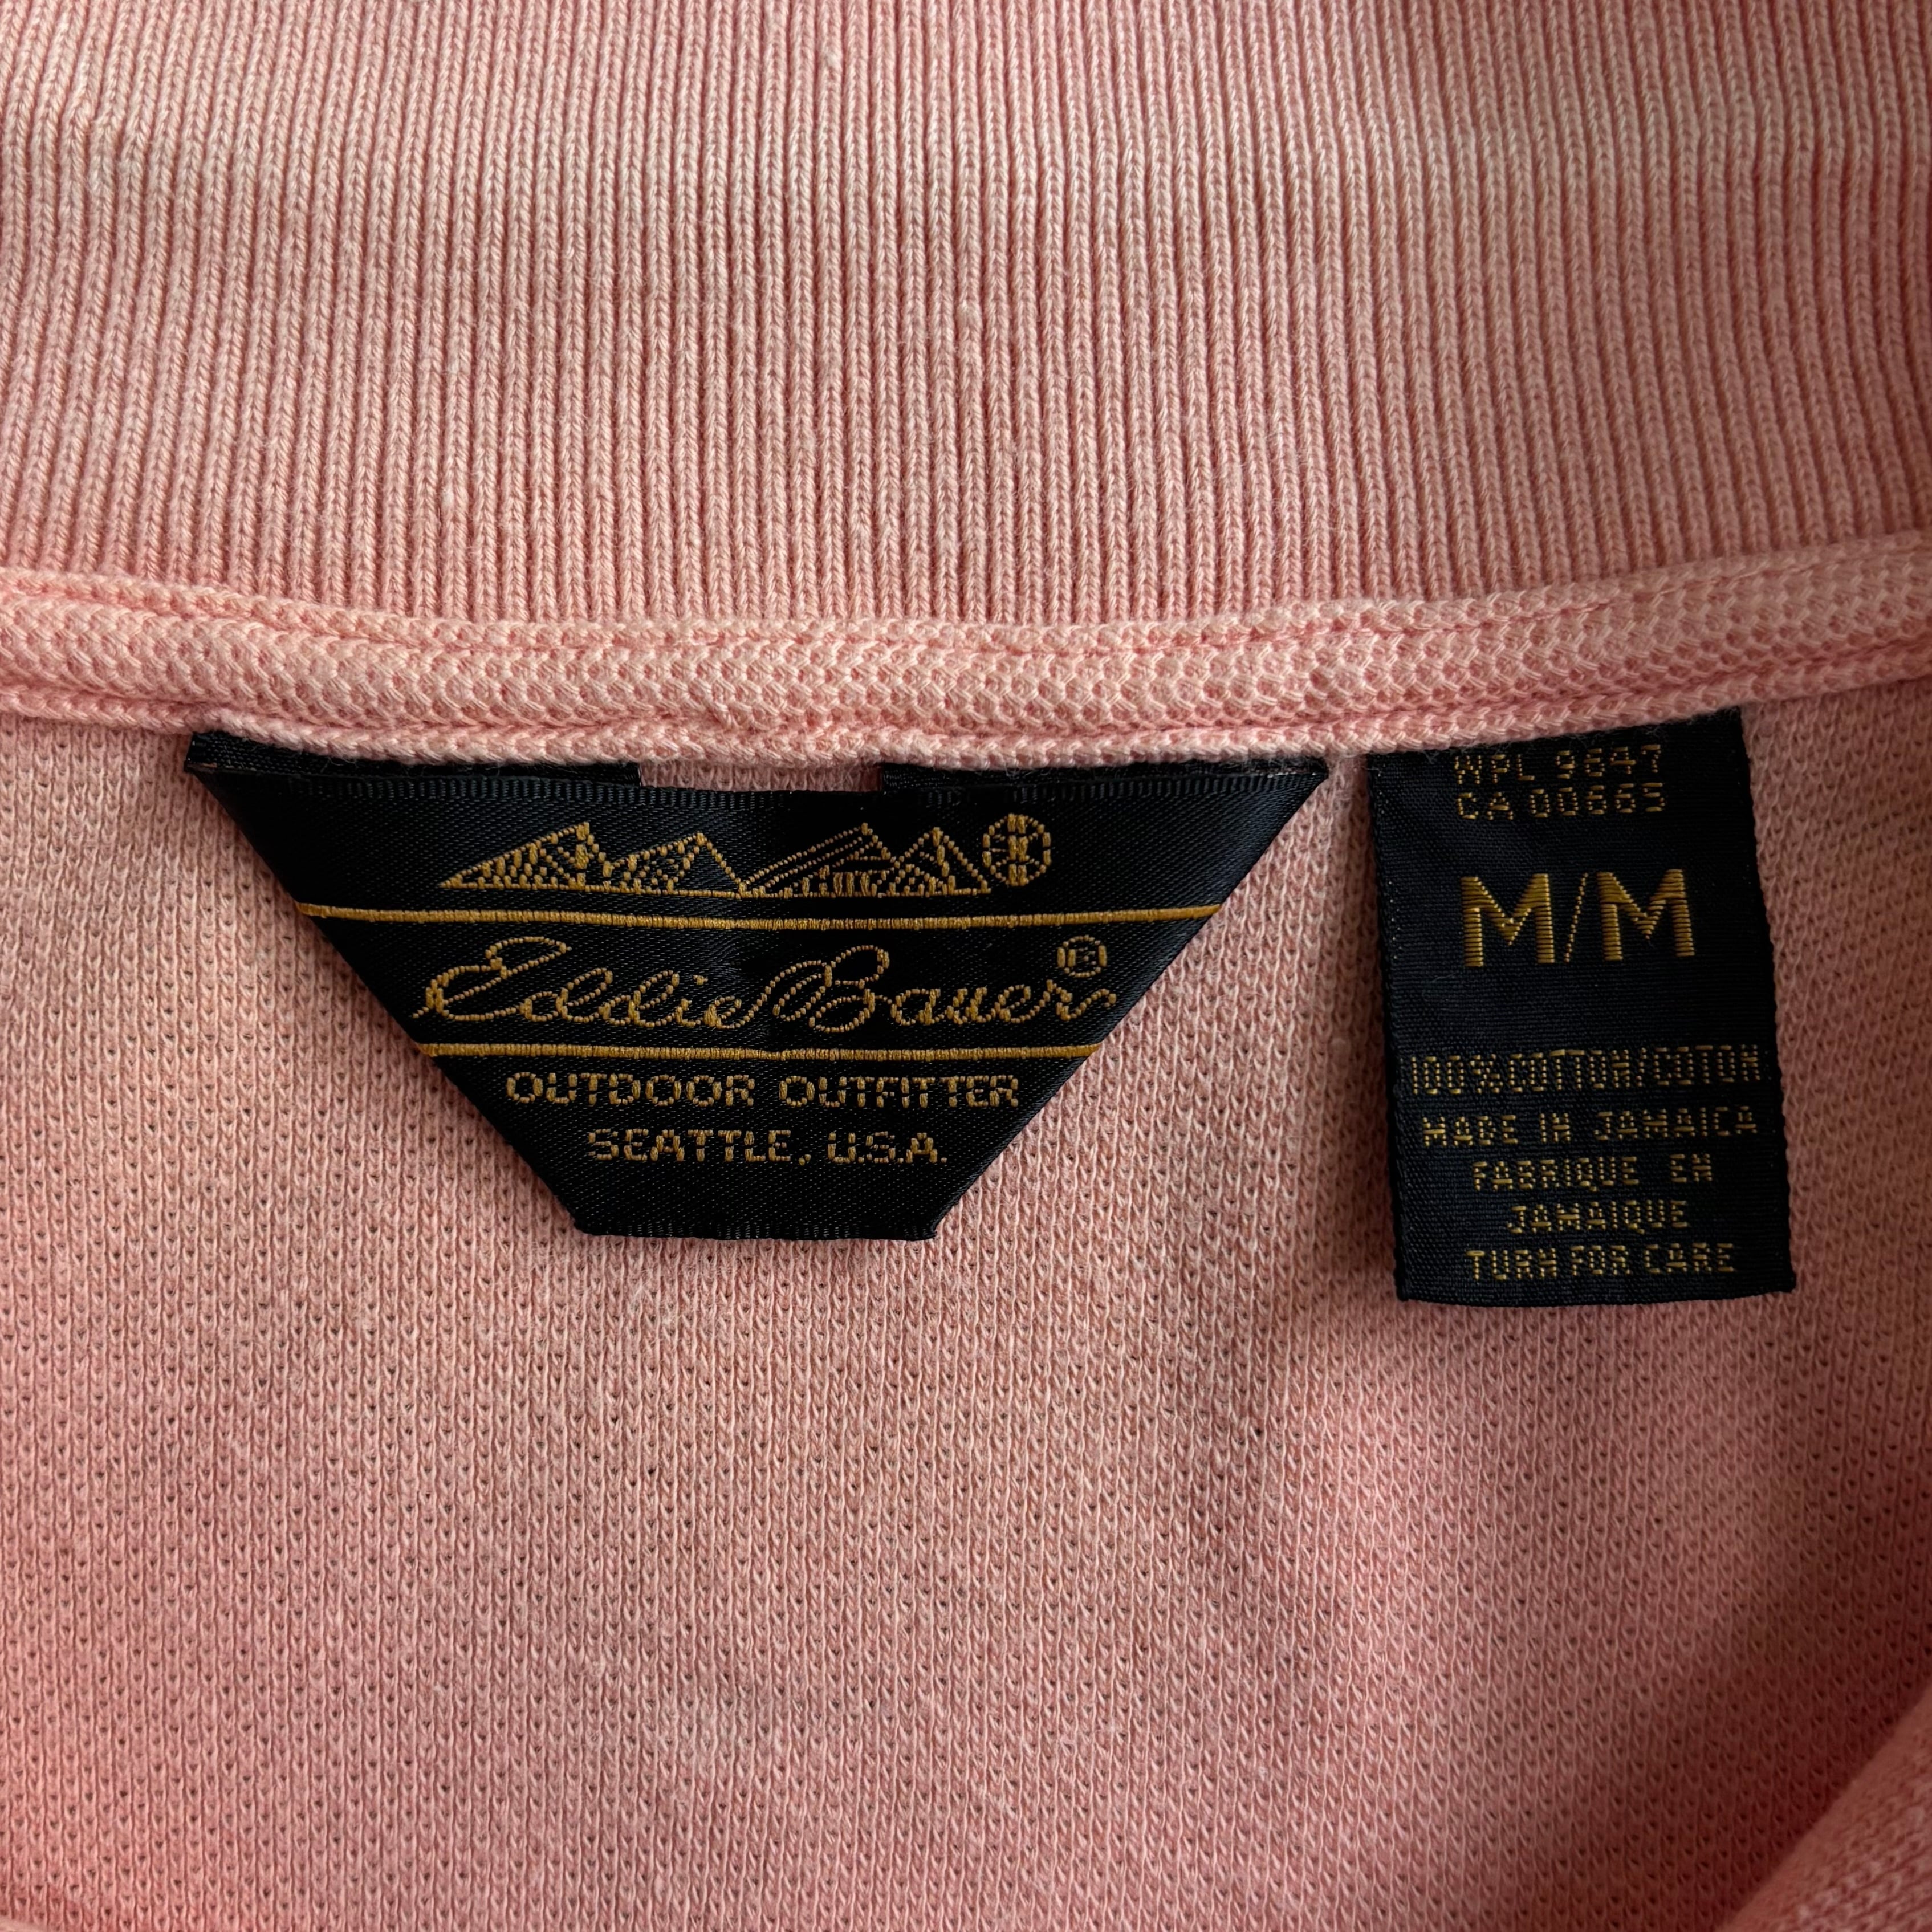 Eddie Bauer®
OUTDOOR OUTFITTER
SEATTLE, U.S.A.
WPL 9647
CA 00665
M/M
100% COTTON/COTON
MADE IN JAMAICA
FABRIQUE EN
JAMAIQUE
TURN FOR CARE